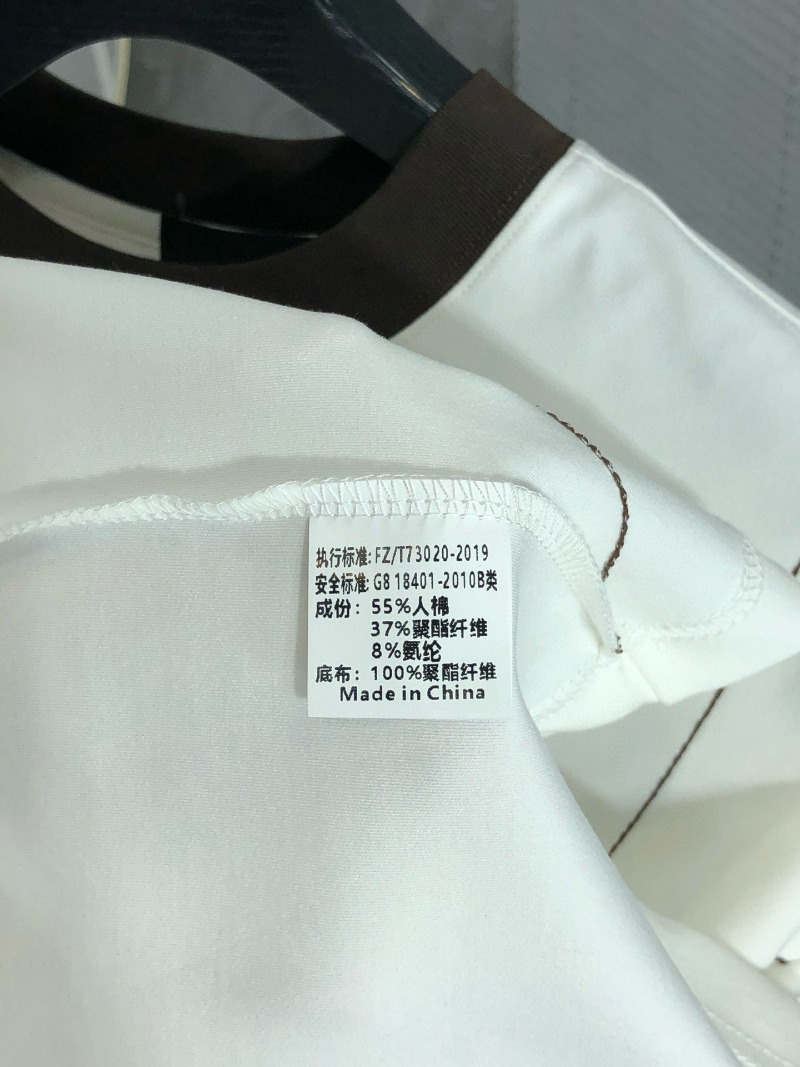 执行标准: FZ/T73020-2019
安全标准: G8 18401-2010B类
成份： 55%人棉
37%聚酯纤维
8%氨纶
底布：100%聚酯纤维
Made in China